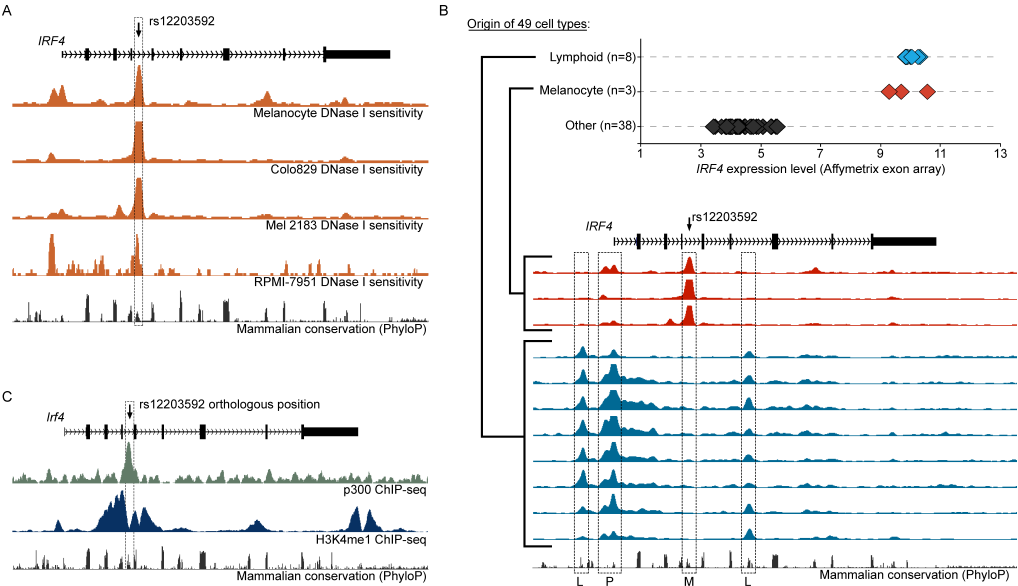 A
rs12203592
IRF4
Melanocyte DNase I sensitivity
Colo829 DNase I sensitivity
Mel 2183 DNase I sensitivity
RPMI-7951 DNase I sensitivity
Mammalian conservation (PhyloP)
C
rs12203592 orthologous position
Irf4
p300 ChIP-seq
H3K4me1 ChIP-seq
Mammalian conservation (PhyloP)
B
Origin of 49 cell types:
Lymphoid (n=8)
Melanocyte (n=3)
Other (n=38)
1 3 5 7 9 11 13
IRF4 expression level (Affymetrix exon array)
rs12203592
IRF4
Mammalian conservation (PhyloP)
L P M L